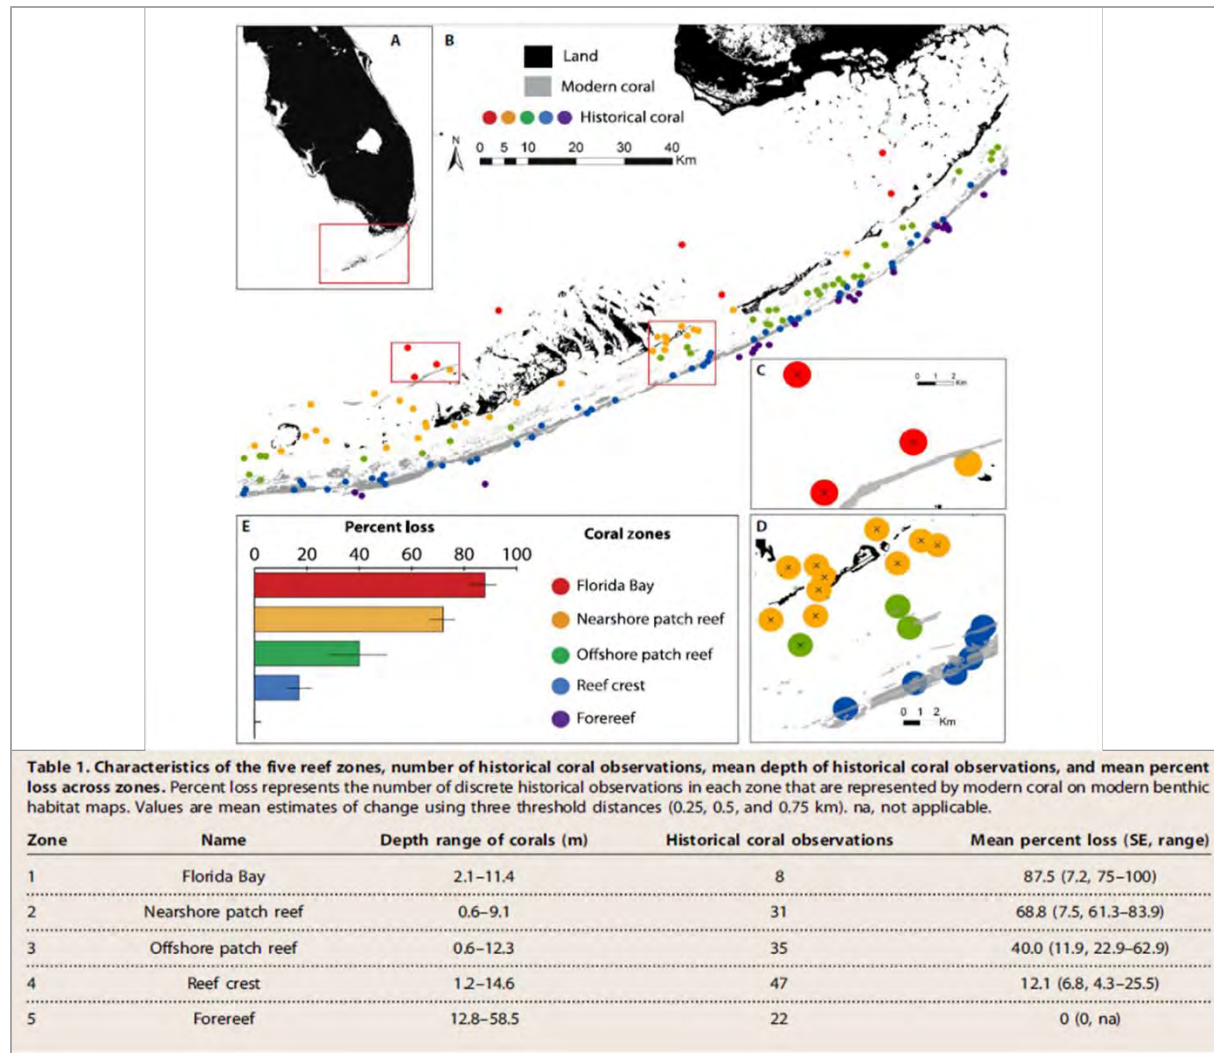 A
B
Land
Modern coral
Historical coral
N
0 5 10 20 30 40
Km
C
0 1 2
Km
E
Percent loss
0 20 40 60 80 100
Coral zones
Florida Bay
Nearshore patch reef
Offshore patch reef
Reef crest
Forereef
D
0 1 2
Km
Table 1. Characteristics of the five reef zones, number of historical coral observations, mean depth of historical coral observations, and mean percent
loss across zones. Percent loss represents the number of discrete historical observations in each zone that are represented by modern coral on modern benthic
habitat maps. Values are mean estimates of change using three threshold distances (0.25, 0.5, and 0.75 km). na, not applicable.
Zone Name Depth range of corals (m) Historical coral observations Mean percent loss (SE, range)
1 Florida Bay 2.1–11.4 8 87.5 (7.2, 75–100)
2 Nearshore patch reef 0.6–9.1 31 68.8 (7.5, 61.3–83.9)
3 Offshore patch reef 0.6–12.3 35 40.0 (11.9, 22.9–62.9)
4 Reef crest 1.2–14.6 47 12.1 (6.8, 4.3–25.5)
5 Forereef 12.8–58.5 22 0 (0, na)